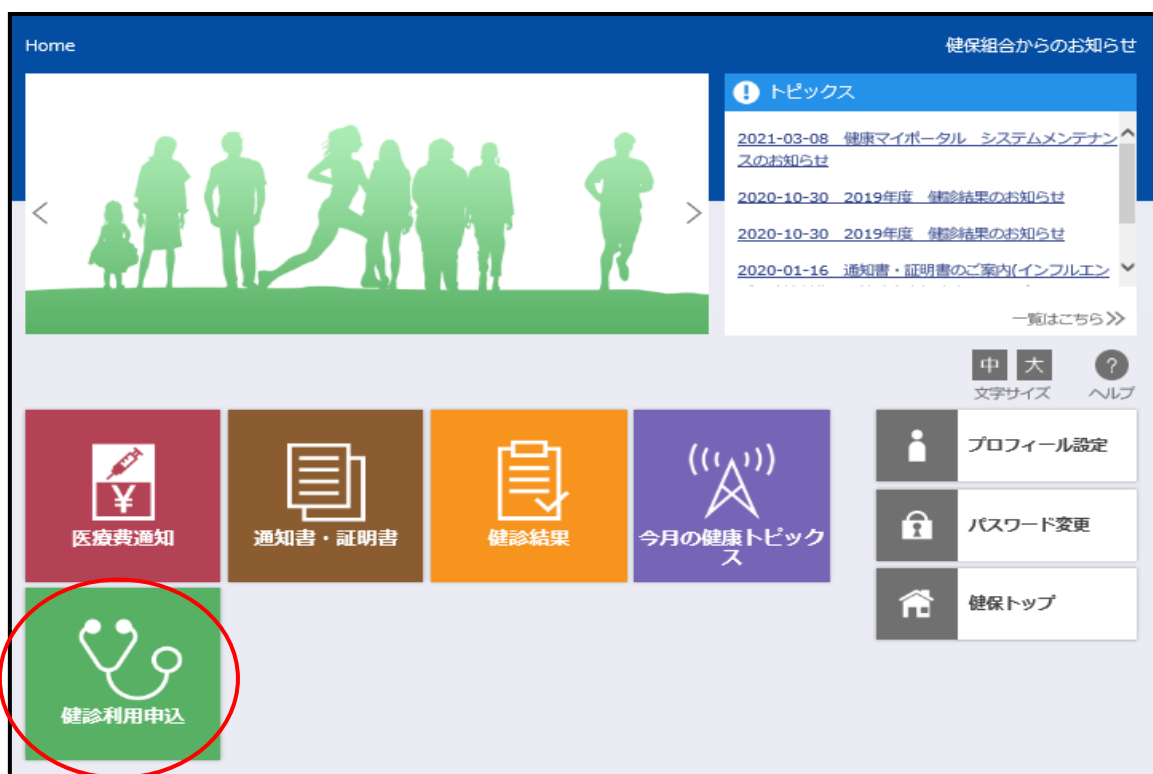 Home
健保組合からのお知らせ
トピックス
2021-03-08 健康マイポータル システムメンテナン
スのお知らせ
2020-10-30 2019年度 健診結果のお知らせ
2020-10-30 2019年度 健診結果のお知らせ
2020-01-16 通知書・証明書のご案内(インフルエン
一覧はこちら
中 大 ?
文字サイズ ヘルプ
医療費通知
通知書・証明書
健診結果
今月の健康トピック
ス
プロフィール設定
パスワード変更
健保トップ
健診利用申込